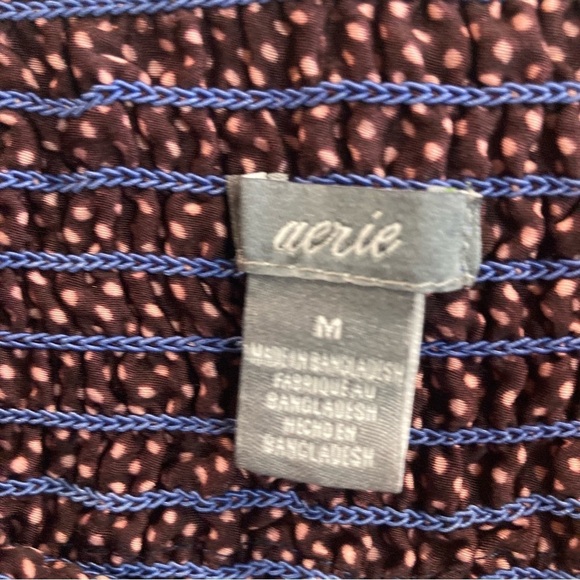 aerie
M
MADE IN BANGLADESH
FABRIQUE AU
BANGLADESH
HECHO EN
BANGLADESH